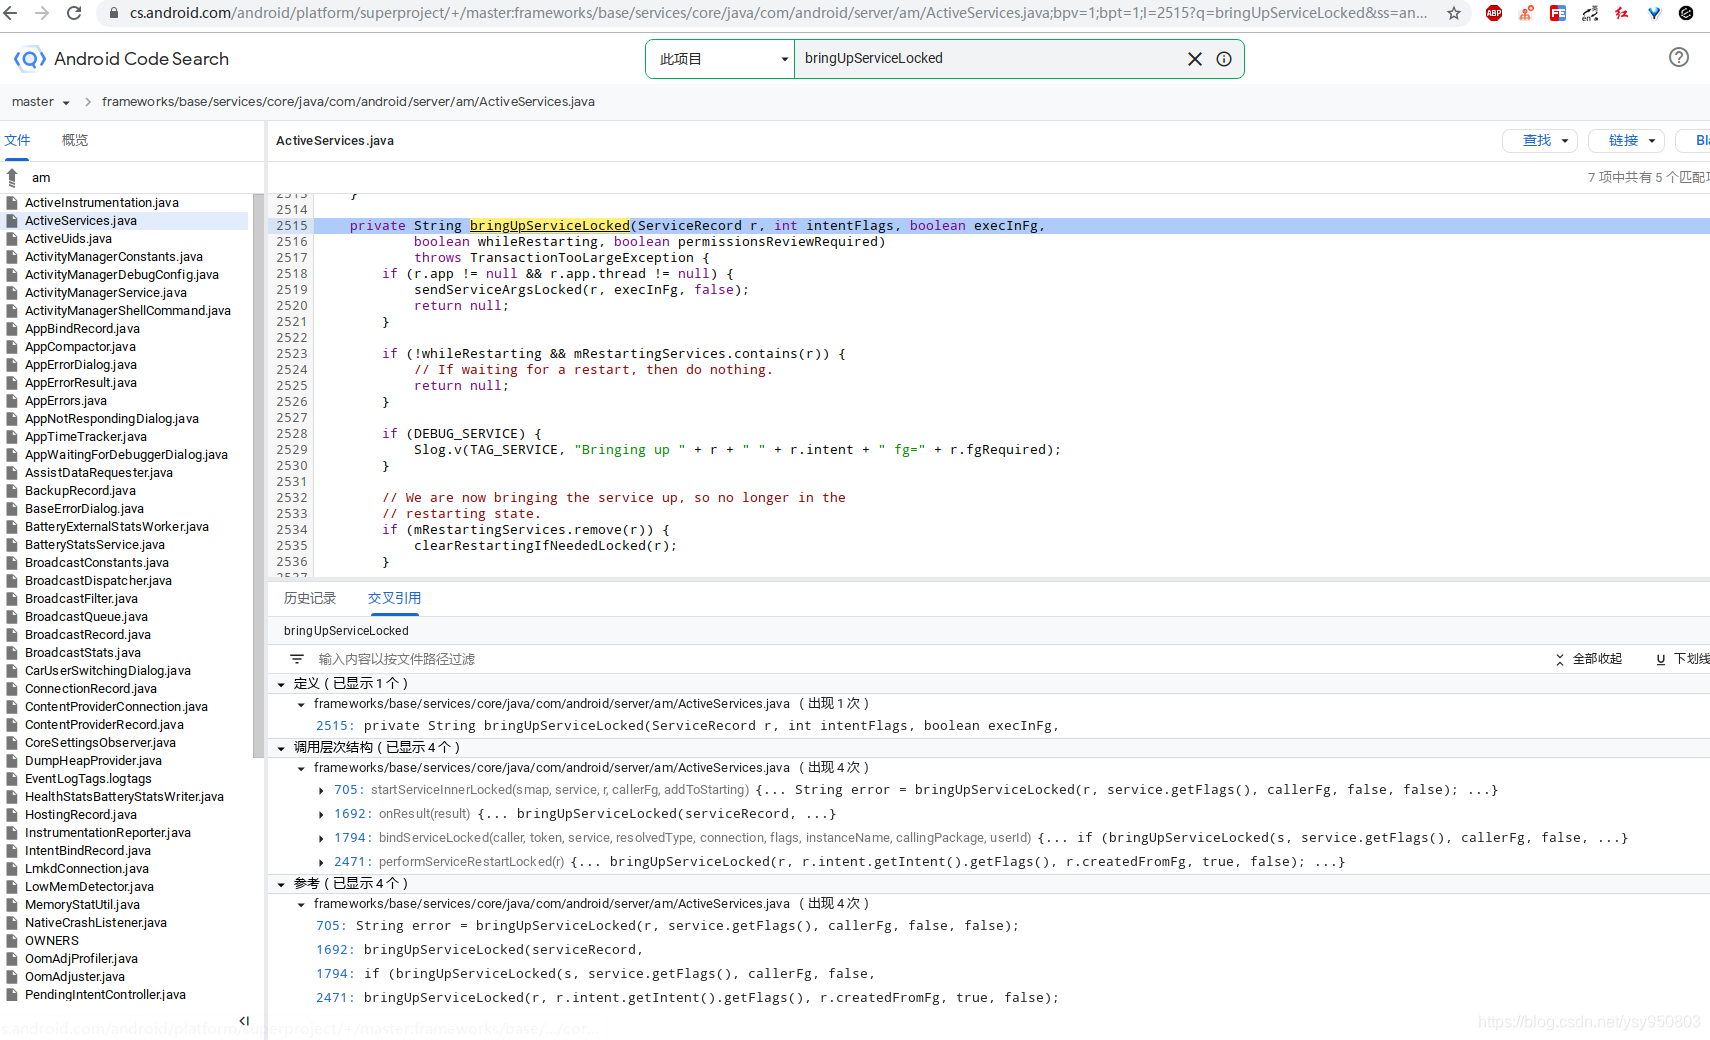 cs.android.com/android/platform/superproject/+/master:frameworks/base/services/core/java/com/android/server/am/ActiveServices.java;bpv=1;bpt=1;l=2515?q=bringUpServiceLocked&ss=an...
ABP
Android Code Search
此项目
bringUpServiceLocked
master
frameworks/base/services/core/java/com/android/server/am/ActiveServices.java
文件 概览
ActiveServices.java
查找
链接
Bla
am
7 项中共有 5 个匹配项
ActiveInstrumentation.java
ActiveServices.java
ActiveUids.java
ActivityManagerConstants.java
ActivityManagerDebugConfig.java
ActivityManagerService.java
ActivityManagerShellCommand.java
AppBindRecord.java
AppCompactor.java
AppErrorDialog.java
AppErrorResult.java
AppErrors.java
AppNotRespondingDialog.java
AppTimeTracker.java
AppWaitingForDebuggerDialog.java
AssistDataRequester.java
BackupRecord.java
BaseErrorDialog.java
BatteryExternalStatsWorker.java
BatteryStatsService.java
BroadcastConstants.java
BroadcastDispatcher.java
BroadcastFilter.java
BroadcastQueue.java
BroadcastRecord.java
BroadcastStats.java
CarUserSwitchingDialog.java
ConnectionRecord.java
ContentProviderConnection.java
ContentProviderRecord.java
CoreSettingsObserver.java
DumpHeapProvider.java
EventLogTags.logtags
HealthStatsBatteryStatsWriter.java
HostingRecord.java
InstrumentationReporter.java
IntentBindRecord.java
LmkdConnection.java
LowMemDetector.java
MemoryStatUtil.java
NativeCrashListener.java
OWNERS
OomAdjProfiler.java
OomAdjuster.java
PendingIntentController.java
2513 }
2514
2515 private String bringUpServiceLocked(ServiceRecord r, int intentFlags, boolean execInFg,
2516 boolean whileRestarting, boolean permissionsReviewRequired)
2517 throws TransactionTooLargeException {
2518 if (r.app != null && r.app.thread != null) {
2519 sendServiceArgsLocked(r, execInFg, false);
2520 return null;
2521 }
2522
2523 if (!whileRestarting && mRestartingServices.contains(r)) {
2524 // If waiting for a restart, then do nothing.
2525 return null;
2526 }
2527
2528 if (DEBUG_SERVICE) {
2529 Slog.v(TAG_SERVICE, "Bringing up " + r + " " + r.intent + " fg=" + r.fgRequired);
2530 }
2531
2532 // We are now bringing the service up, so no longer in the
2533 // restarting state.
2534 if (mRestartingServices.remove(r)) {
2535 clearRestartingIfNeededLocked(r);
2536 }
2537
历史记录 交叉引用
bringUpServiceLocked
输入内容以按文件路径过滤
全部收起
下划线
定义 ( 已显示 1 个 )
frameworks/base/services/core/java/com/android/server/am/ActiveServices.java ( 出现 1 次 )
2515: private String bringUpServiceLocked(ServiceRecord r, int intentFlags, boolean execInFg,
调用层次结构 ( 已显示 4 个 )
frameworks/base/services/core/java/com/android/server/am/ActiveServices.java ( 出现 4 次 )
705: startServiceInnerLocked(smap, service, r, callerFg, addToStarting) {... String error = bringUpServiceLocked(r, service.getFlags(), callerFg, false, false); ...}
1692: onResult(result) {... bringUpServiceLocked(serviceRecord, ...}
1794: bindServiceLocked(caller, token, service, resolvedType, connection, flags, instanceName, callingPackage, userId) {... if (bringUpServiceLocked(s, service.getFlags(), callerFg, false, ...}
2471: performServiceRestartLocked(r) {... bringUpServiceLocked(r, r.intent.getIntent().getFlags(), r.createdFromFg, true, false); ...}
参考 ( 已显示 4 个 )
frameworks/base/services/core/java/com/android/server/am/ActiveServices.java ( 出现 4 次 )
705: String error = bringUpServiceLocked(r, service.getFlags(), callerFg, false, false);
1692: bringUpServiceLocked(serviceRecord,
1794: if (bringUpServiceLocked(s, service.getFlags(), callerFg, false,
2471: bringUpServiceLocked(r, r.intent.getIntent().getFlags(), r.createdFromFg, true, false);
s.android.com/android/platform/superproject/+/master:frameworks/base/.../cor...
https://blog.csdn.net/ysy950803